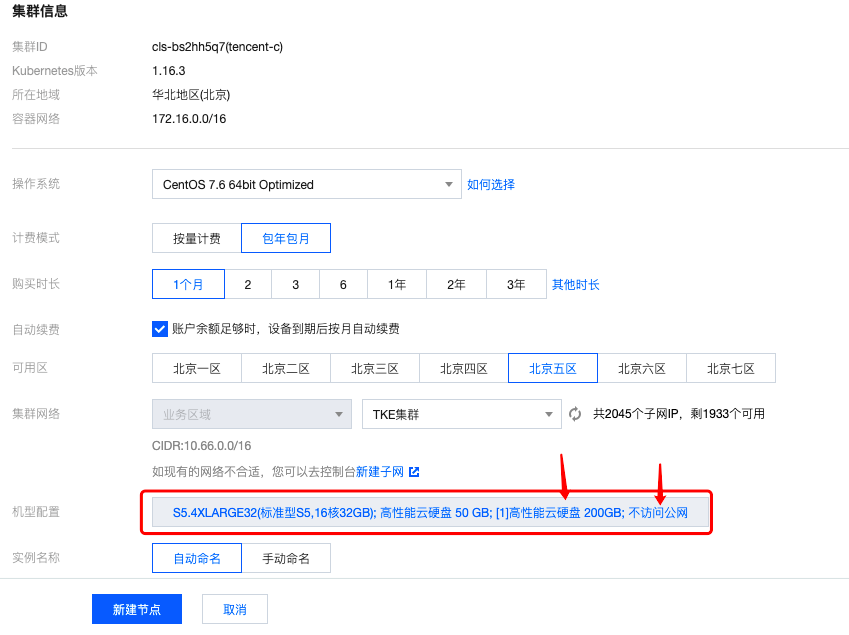 集群信息
集群ID cls-bs2hh5q7(tencent-c)
Kubernetes版本 1.16.3
所在地域 华北地区(北京)
容器网络 172.16.0.0/16
操作系统 CentOS 7.6 64bit Optimized 如何选择
计费模式 按量计费 包年包月
购买时长 1个月 2 3 6 1年 2年 3年 其他时长
自动续费 账户余额足够时，设备到期后按月自动续费
可用区 北京一区 北京二区 北京三区 北京四区 北京五区 北京六区 北京七区
集群网络 业务区域 TKE集群 共2045个子网IP，剩1933个可用
CIDR:10.66.0.0/16
如现有的网络不合适，您可以去控制台新建子网
机型配置 S5.4XLARGE32(标准型S5,16核32GB); 高性能云硬盘 50 GB; [1]高性能云硬盘 200GB; 不访问公网
实例名称 自动命名 手动命名
新建节点 取消